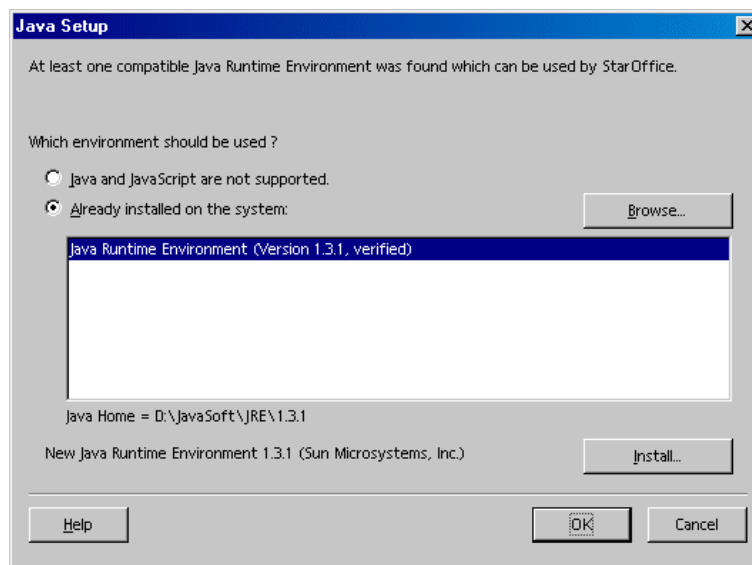 Java Setup
At least one compatible Java Runtime Environment was found which can be used by StarOffice.
Which environment should be used ?
Java and JavaScript are not supported.
Already installed on the system:
Browse...
Java Runtime Environment (Version 1.3.1, verified)
Java Home = D:\JavaSoft\JRE\1.3.1
New Java Runtime Environment 1.3.1 (Sun Microsystems, Inc.)
Install...
Help
OK
Cancel